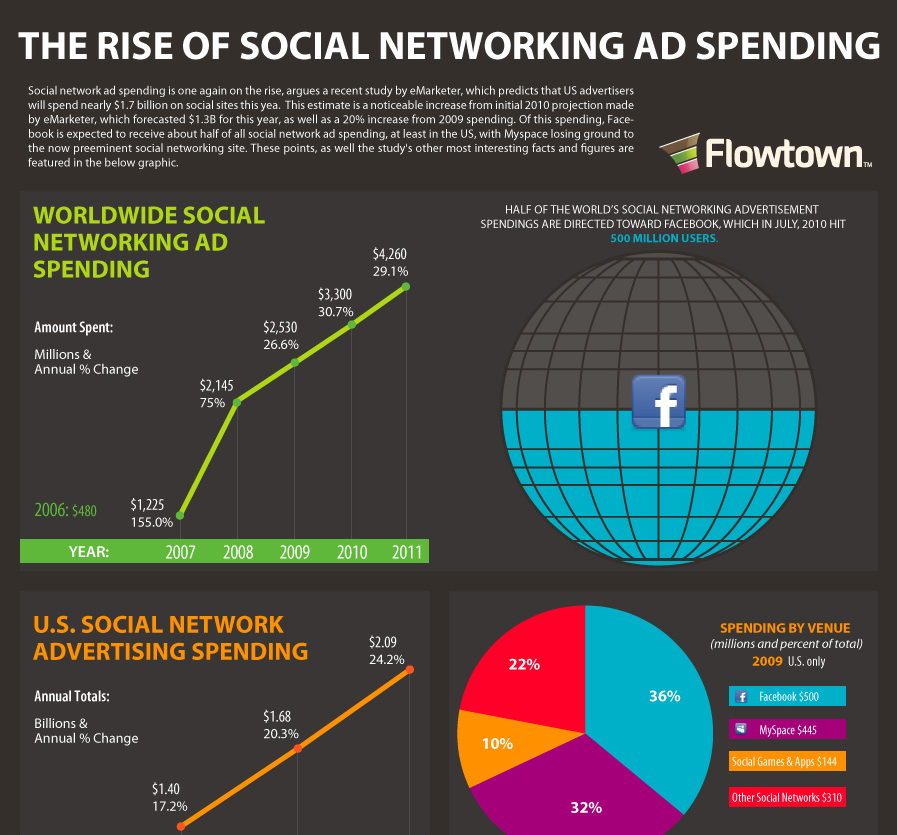 THE RISE OF SOCIAL NETWORKING AD SPENDING
Social network ad spending is one again on the rise, argues a recent study by eMarketer, which predicts that US advertisers
will spend nearly $1.7 billion on social sites this yea.  This estimate is a noticeable increase from initial 2010 projection made
by eMarketer, which forecasted $1.3B for this year, as well as a 20% increase from 2009 spending. Of this spending, Face-
book is expected to receive about half of all social network ad spending, at least in the US, with Myspace losing ground to
the now preeminent social networking site. These points, as well the study's other most interesting facts and figures are
featured in the below graphic.
Flowtown™
WORLDWIDE SOCIAL
NETWORKING AD
SPENDING
Amount Spent:
Millions &
Annual % Change
2006: $480
$1,225
155.0%
$2,145
75%
$2,530
26.6%
$3,300
30.7%
$4,260
29.1%
YEAR: 2007 2008 2009 2010 2011
HALF OF THE WORLD'S SOCIAL NETWORKING ADVERTISEMENT
SPENDINGS ARE DIRECTED TOWARD FACEBOOK, WHICH IN JULY, 2010 HIT
500 MILLION USERS.
f
U.S. SOCIAL NETWORK
ADVERTISING SPENDING
Annual Totals:
Billions &
Annual % Change
$1.40
17.2%
$1.68
20.3%
$2.09
24.2%
22%
36%
10%
32%
SPENDING BY VENUE
(millions and percent of total)
2009 U.S. only
f Facebook $500
MySpace $445
Social Games & Apps $144
Other Social Networks $310